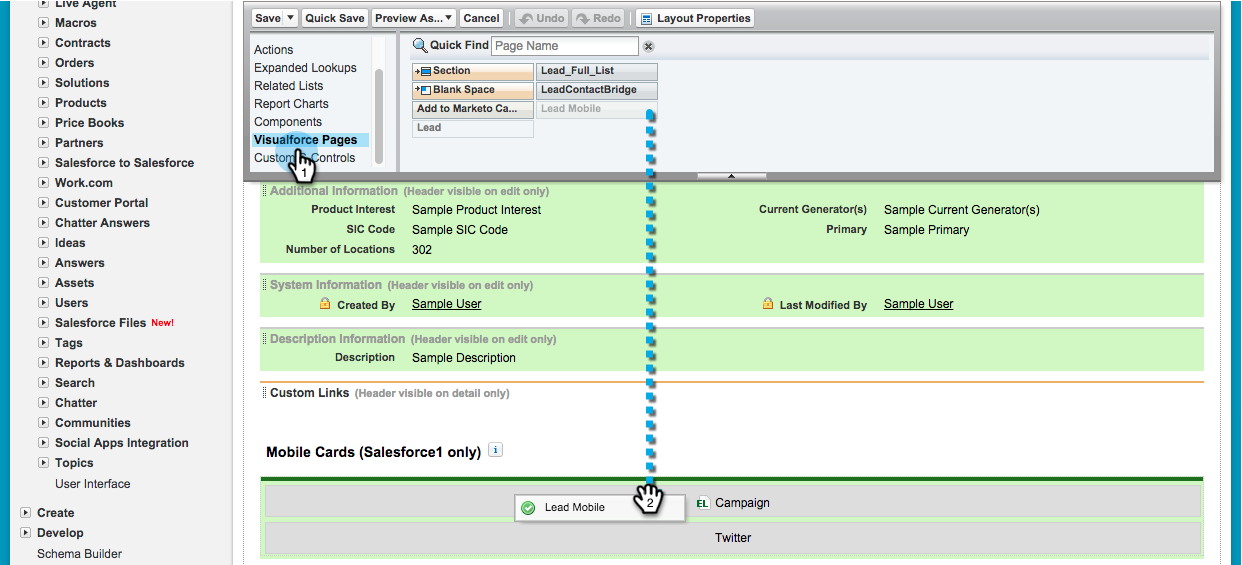 Live Agent
Macros
Contracts
Orders
Solutions
Products
Price Books
Partners
Salesforce to Salesforce
Work.com
Customer Portal
Chatter Answers
Ideas
Answers
Assets
Users
Salesforce Files New!
Tags
Reports & Dashboards
Search
Chatter
Communities
Social Apps Integration
Topics
User Interface
Create
Develop
Schema Builder
Save Quick Save Preview As... Cancel Undo Redo Layout Properties
Actions
Expanded Lookups
Related Lists
Report Charts
Components
Visualforce Pages
Custom S-Controls
1
Quick Find Page Name
Section Lead_Full_List
Blank Space LeadContactBridge
Add to Marketo Ca... Lead Mobile
Lead
Additional Information (Header visible on edit only)
Product Interest Sample Product Interest Current Generator(s) Sample Current Generator(s)
SIC Code Sample SIC Code Primary Sample Primary
Number of Locations 302
System Information (Header visible on edit only)
Created By Sample User Last Modified By Sample User
Description Information (Header visible on edit only)
Description Sample Description
Custom Links (Header visible on detail only)
Mobile Cards (Salesforce1 only) i
Lead Mobile 2 EL Campaign
Twitter